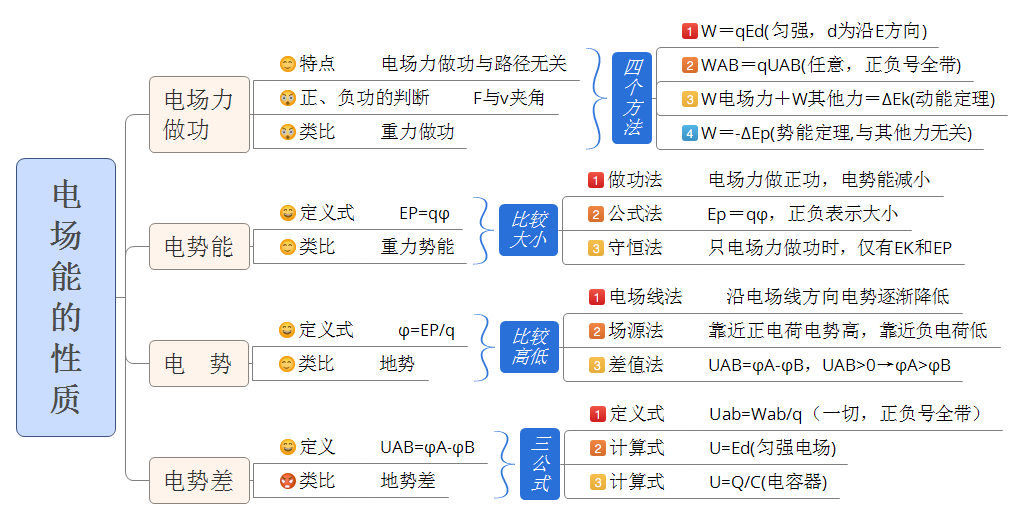 电场能的性质
电场力做功
特点 电场力做功与路径无关
正、负功的判断 F与v夹角
类比 重力做功
四个方法
1 W＝qEd(匀强，d为沿E方向)
2 WAB＝qUAB(任意，正负号全带)
3 W电场力＋W其他力＝ΔEk(动能定理)
4 W＝-ΔEp(势能定理,与其他力无关)
电势能
定义式 EP=qφ
类比 重力势能
比较大小
1 做功法 电场力做正功，电势能减小
2 公式法 Ep＝qφ，正负表示大小
3 守恒法 只电场力做功时，仅有EK和EP
电 势
定义式 φ=EP/q
类比 地势
比较高低
1 电场线法 沿电场线方向电势逐渐降低
2 场源法 靠近正电荷电势高，靠近负电荷低
3 差值法 UAB=φA-φB，UAB>0→φA>φB
电势差
定义 UAB=φA-φB
类比 地势差
三公式
1 定义式 Uab=Wab/q（一切，正负号全带）
2 计算式 U=Ed(匀强电场)
3 计算式 U=Q/C(电容器)